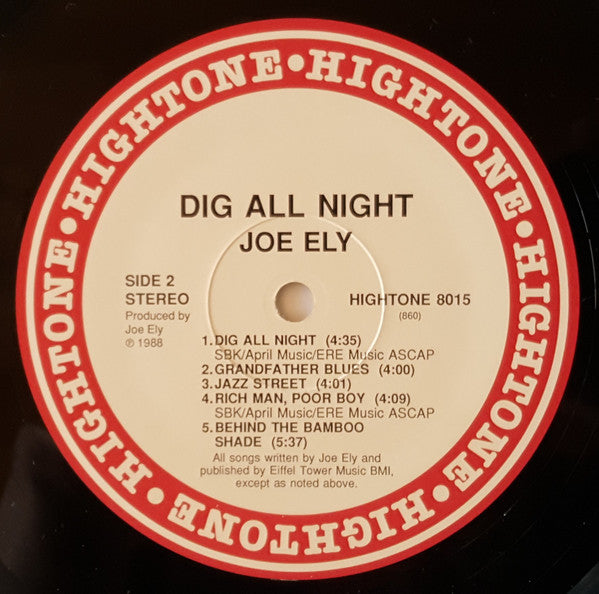 HIGHTONE • HIGHTONE • HIGHTONE • HIGHTONE • HIGHTONE • HIGHTONE • HIGHTONE • HIGHTONE •
DIG ALL NIGHT
JOE ELY
SIDE 2
STEREO
Produced by
Joe Ely
℗ 1988
HIGHTONE 8015
(860)
1. DIG ALL NIGHT (4:35)
SBK/April Music/ERE Music ASCAP
2. GRANDFATHER BLUES (4:00)
3. JAZZ STREET (4:01)
4. RICH MAN, POOR BOY (4:09)
SBK/April Music/ERE Music ASCAP
5. BEHIND THE BAMBOO
SHADE (5:37)
All songs written by Joe Ely and
published by Eiffel Tower Music BMI,
except as noted above.